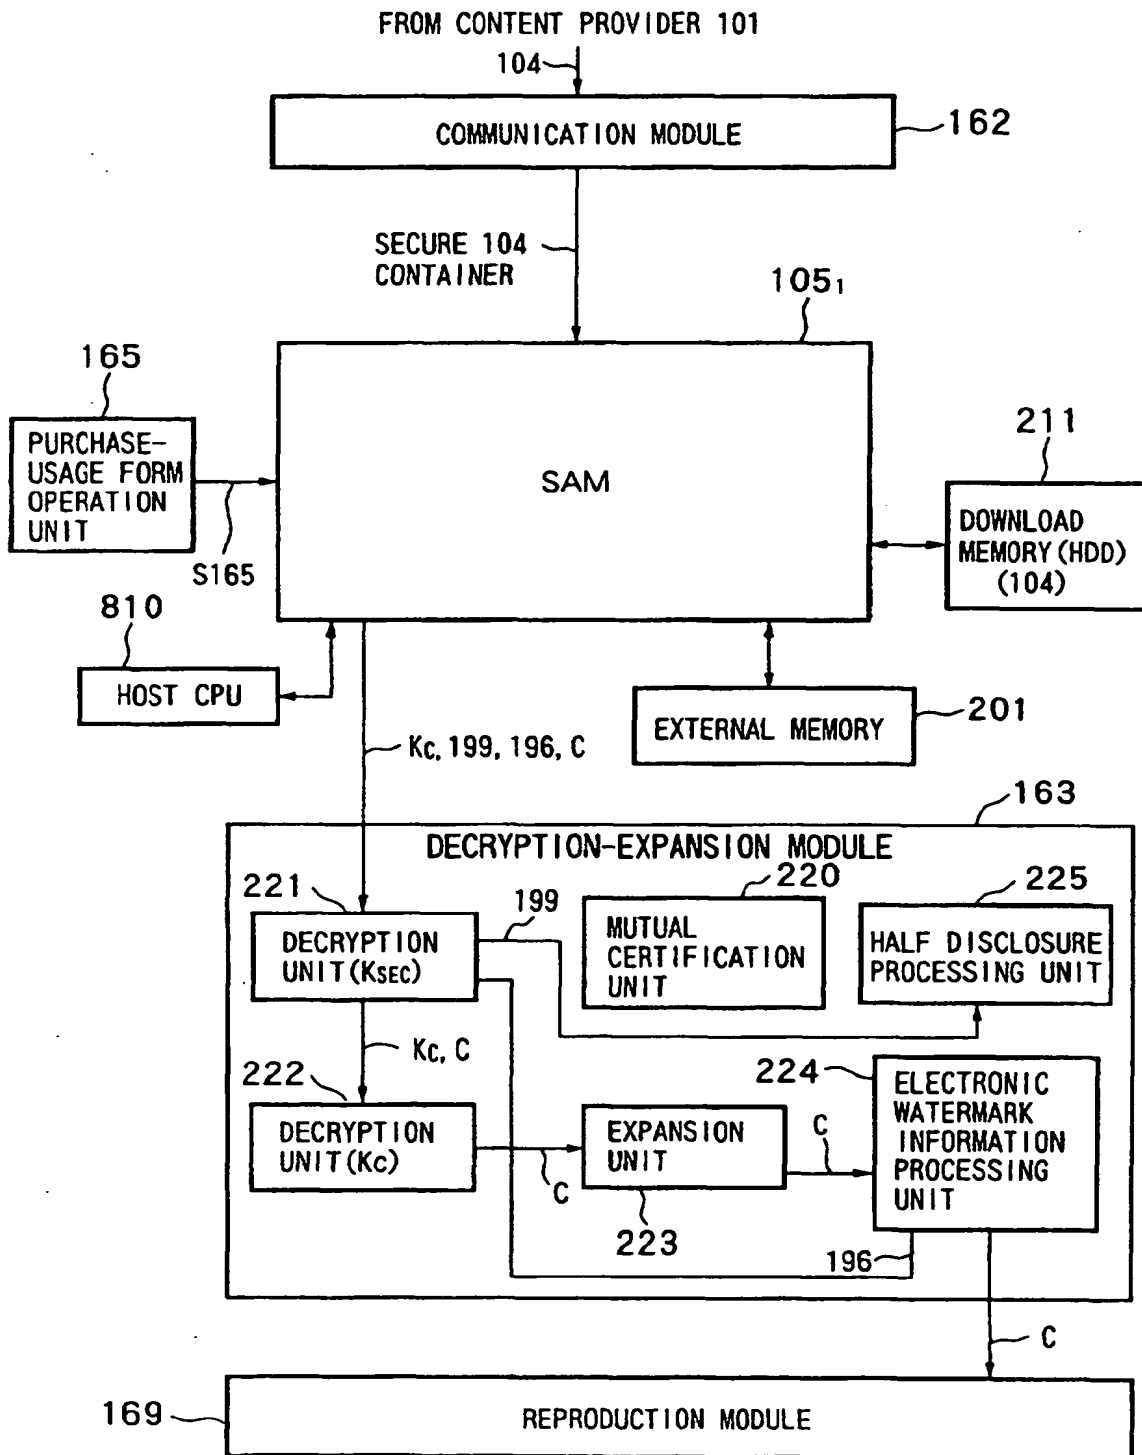 FROM CONTENT PROVIDER 101
104
COMMUNICATION MODULE
162
SECURE 104
CONTAINER
105₁
165
PURCHASE-
USAGE FORM
OPERATION
UNIT
S165
SAM
211
DOWNLOAD
MEMORY (HDD)
(104)
810
HOST CPU
EXTERNAL MEMORY
201
Kc, 199, 196, C
163
DECRYPTION-EXPANSION MODULE
221
DECRYPTION
UNIT (KSEC)
199
220
MUTUAL
CERTIFICATION
UNIT
225
HALF DISCLOSURE
PROCESSING UNIT
Kc, C
222
DECRYPTION
UNIT (Kc)
C
EXPANSION
UNIT
223
C
224
ELECTRONIC
WATERMARK
INFORMATION
PROCESSING
UNIT
196
C
169
REPRODUCTION MODULE